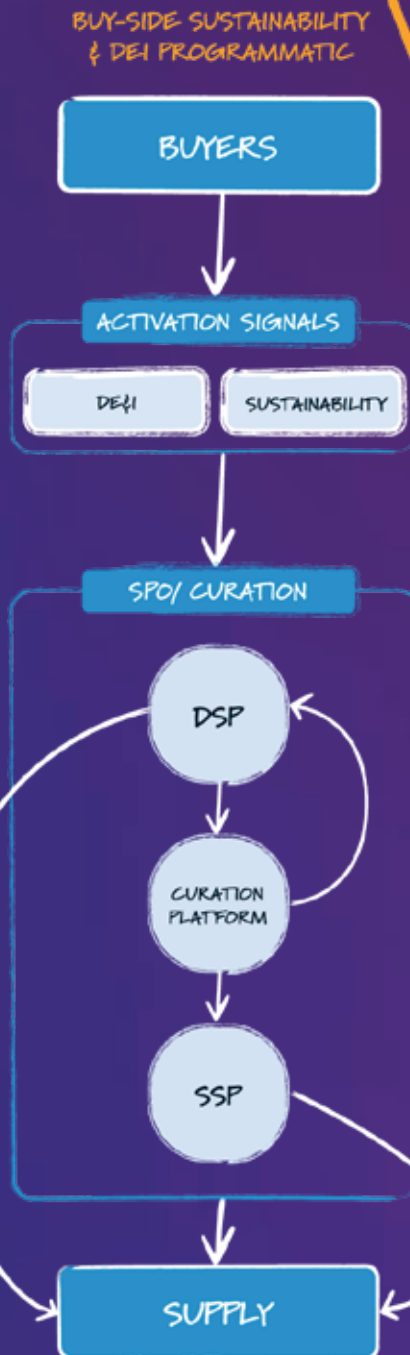 BUY-SIDE SUSTAINABILITY
& DEI PROGRAMMATIC
BUYERS
ACTIVATION SIGNALS
DE&I
SUSTAINABILITY
SPO/ CURATION
DSP
CURATION
PLATFORM
SSP
SUPPLY